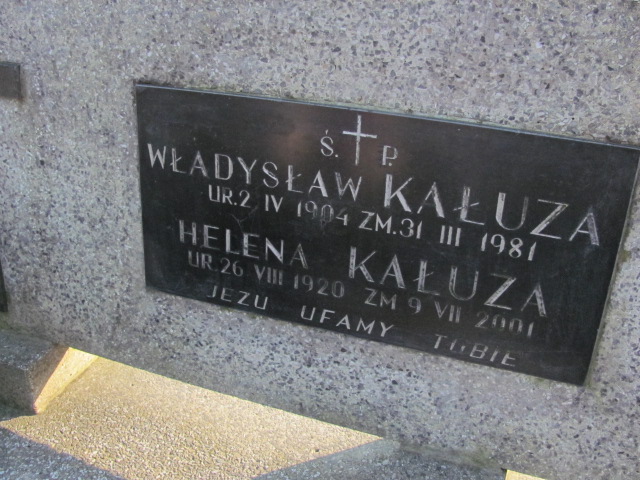 Ś. P.
WŁADYSŁAW KAŁUZA
UR.2 IV 1904 ZM.31 III 1981
HELENA KAŁUZA
UR.26 VIII 1920 ZM 9 VII 2001
JEZU UFAMY TOBIE